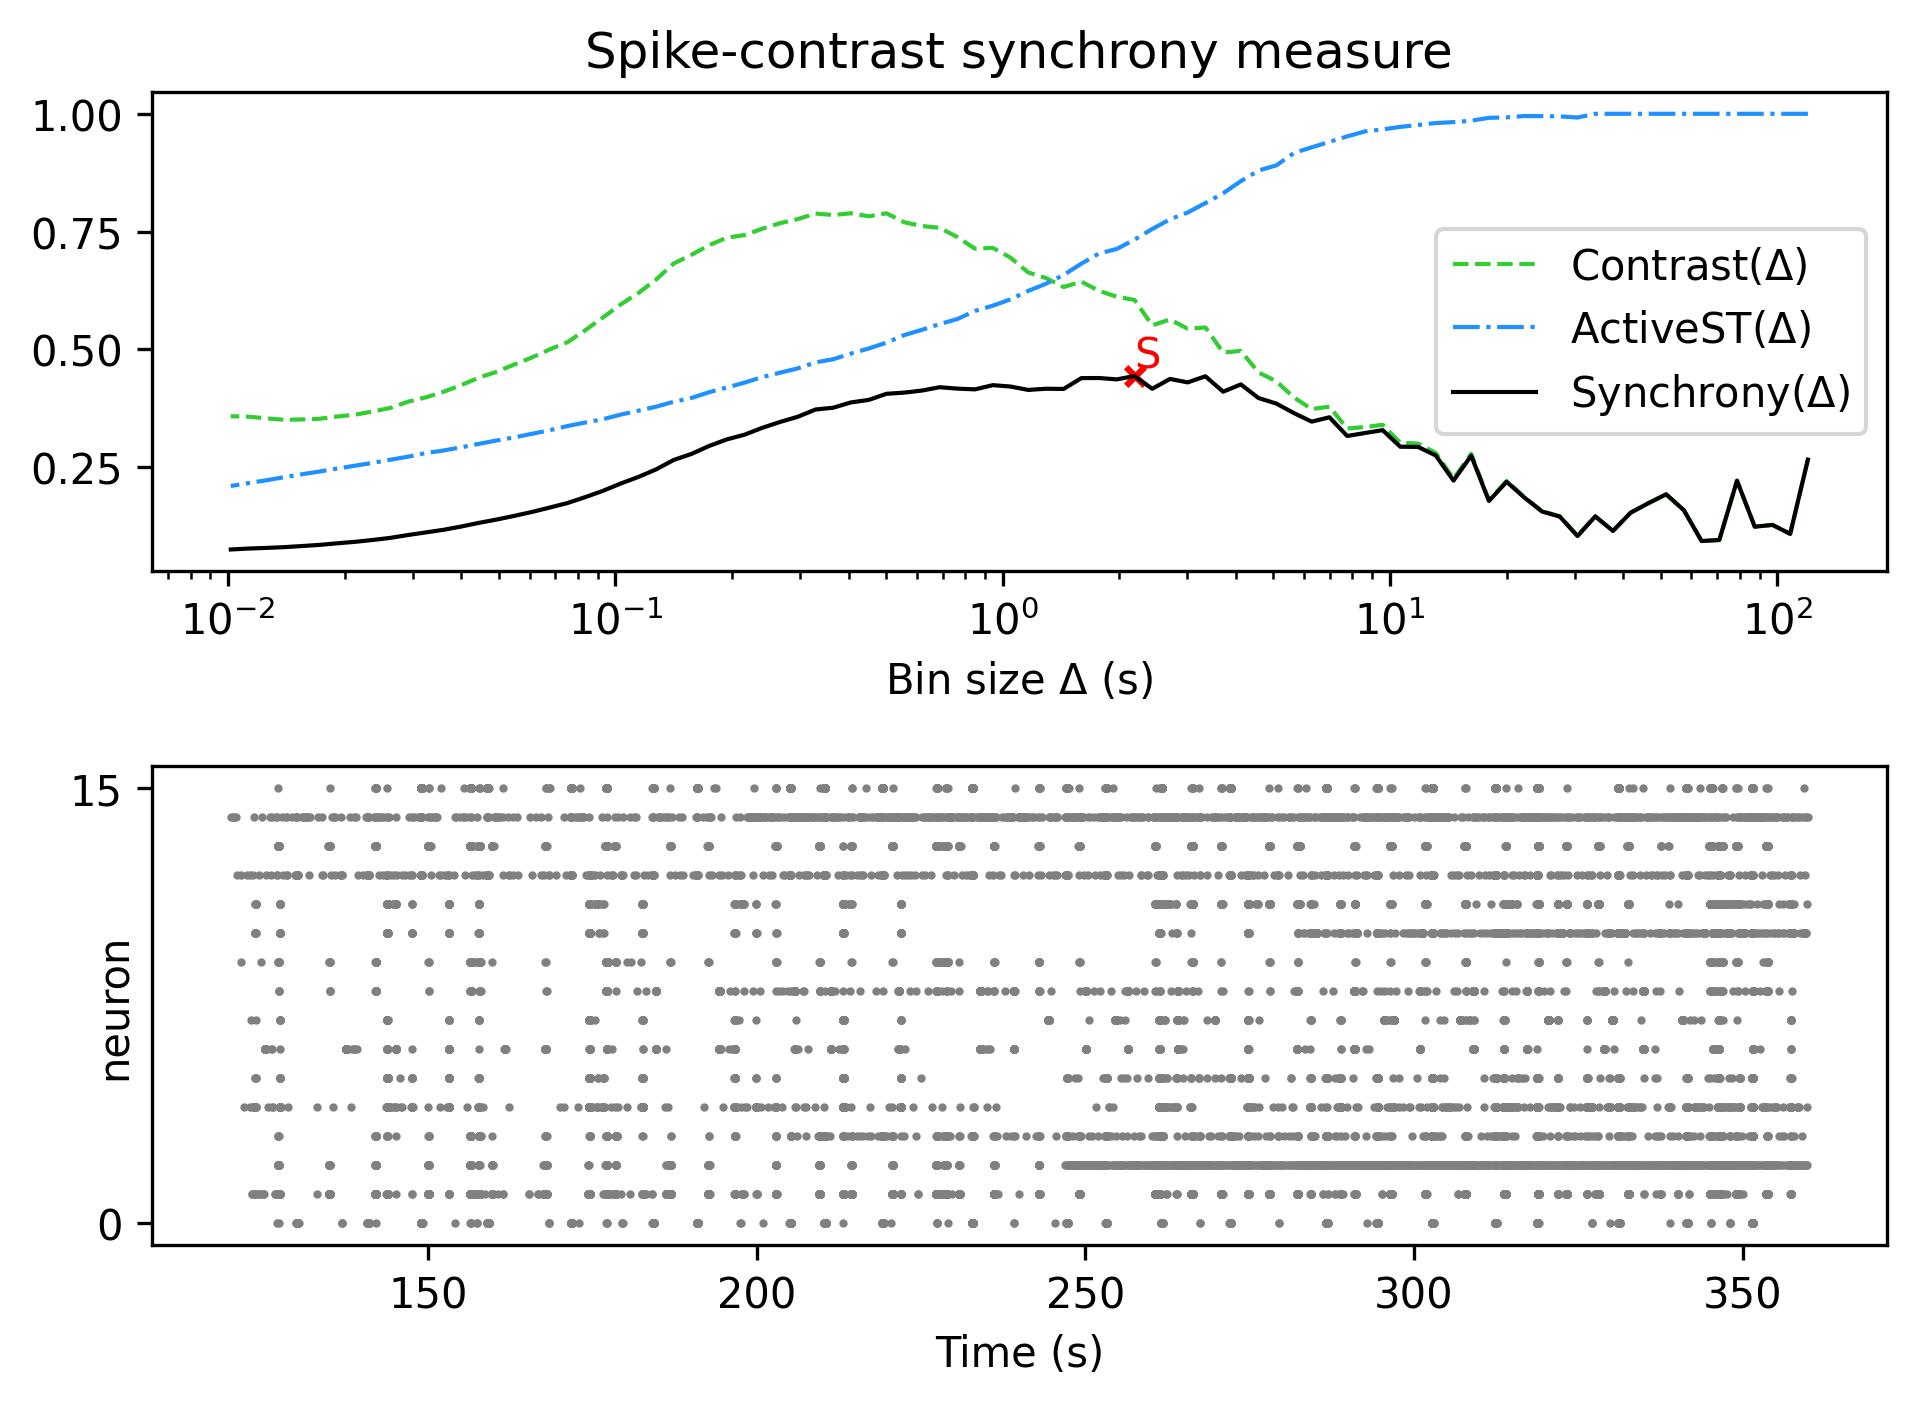 Spike-contrast synchrony measure
1.00
0.75
0.50
0.25
S
Contrast(Δ)
ActiveST(Δ)
Synchrony(Δ)
10⁻² 10⁻¹ 10⁰ 10¹ 10²
Bin size Δ (s)
15
neuron
0
150 200 250 300 350
Time (s)